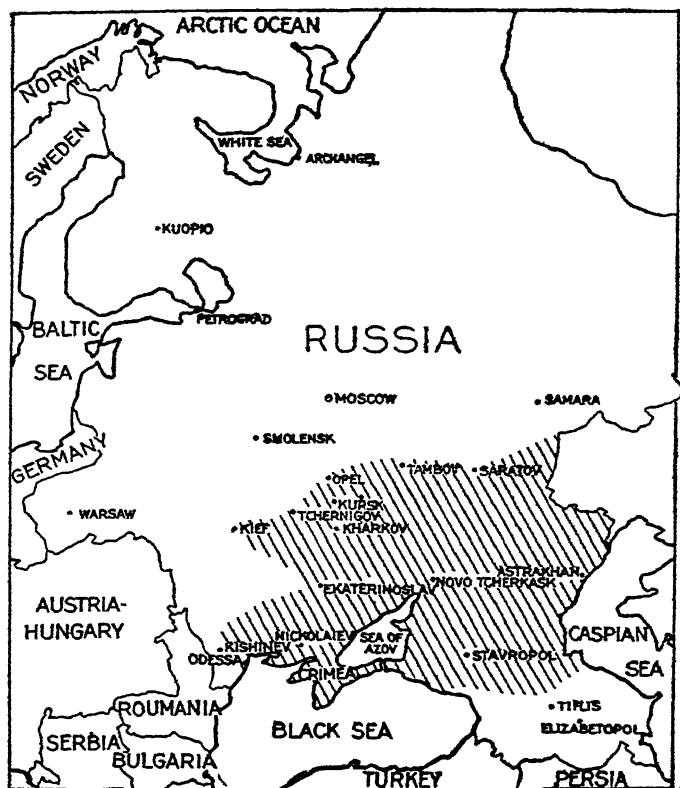 ARCTIC OCEAN
NORWAY
SWEDEN
WHITE SEA
ARCHANGEL
KUOPIO
PETROGRAD
BALTIC
SEA
RUSSIA
MOSCOW
SAMARA
SMOLENSK
GERMANY
TAMBOV
SARATOV
OPEL
WARSAW
KURSK
TCHERNIGOV
KIEF
KHARKOV
ASTRAKHAN
EKATERINOSLAV
NOVO TCHERKASK
AUSTRIA-
HUNGARY
CASPIAN
SEA
NICKOLAIEV
SEA OF
AZOV
KISHINEV
ODESSA
STAVROPOL
CRIMEA
ROUMANIA
TIFLIS
ELIZABETOPOL
BLACK SEA
SERBIA
BULGARIA
TURKEY
PERSIA